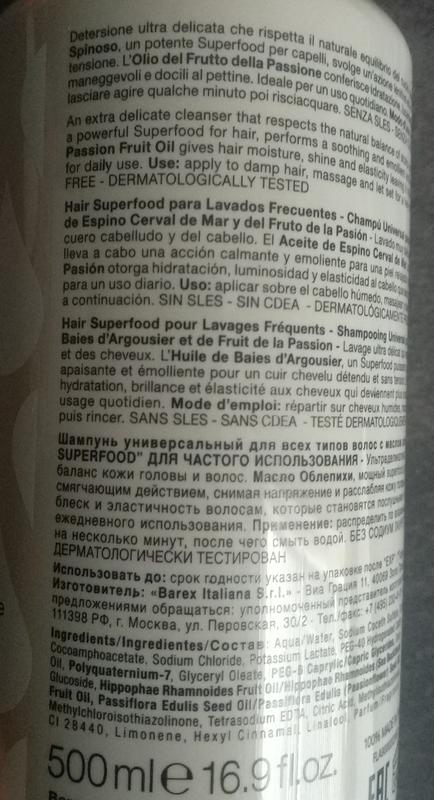 Detersione ultra delicata che rispetta il naturale equilibrio del
Spinoso, un potente Superfood per capelli, svolge un'azione
tensione. L'Olio del Frutto della Passione conferisce idratazione,
maneggevoli e docili al pettine. Ideale per un uso quotidiano.
lasciare agire qualche minuto poi risciacquare. SENZA SLES -
An extra delicate cleanser that respects the natural balance of
a powerful Superfood for hair, performs a soothing and
Passion Fruit Oil gives hair moisture, shine and elasticity
for daily use. Use: apply to damp hair, massage and let
FREE - DERMATOLOGICALLY TESTED
Hair Superfood para Lavados Frecuentes - Champú
de Espino Cerval de Mar y del Fruto de la Pasión - Lavado
cuero cabelludo y del cabello. El Aceite de Espino Cerval de
lleva a cabo una acción calmante y emoliente para una piel
Pasión otorga hidratación, luminosidad y elasticidad al cabello
para un uso diario. Uso: aplicar sobre el cabello húmedo,
a continuación. SIN SLES - SIN CDEA - DERMATOLÓGICAMENTE
Hair Superfood pour Lavages Fréquents - Shampooing
Baies d'Argousier et de Fruit de la Passion - Lavage ultra
et des cheveux. L'Huile de Baies d'Argousier, un Superfood
apaisante et émolliente pour un cuir chevelu détendu et sans
hydratation, brillance et élasticité aux cheveux qui deviennent
usage quotidien. Mode d'emploi: répartir sur cheveux humides,
puis rincer. SANS SLES - SANS CDEA - TESTÉ
Шампунь универсальный для всех типов волос с маслом
SUPERFOOD" ДЛЯ ЧАСТОГО ИСПОЛЬЗОВАНИЯ -
баланс кожи головы и волос. Масло Облепихи, мощный
смягчающим действием, снимая напряжение и расслабляя кожу
блеск и эластичность волосам, которые становятся
ежедневного использования. Применение: распределить по
на несколько минут, после чего смыть водой. БЕЗ
ДЕРМАТОЛОГИЧЕСКИ ТЕСТИРОВАН
Использовать до: срок годности указан на упаковке после "EXP"
Изготовитель: «Barex Italiana S.r.l.» - Виа Грация 11, 40069
предложениями обращаться: уполномоченный представитель
111398 РФ, г. Москва, ул. Перовская, 30/2 - Тел./факс: +7 (495)
Ingredients/Ingredientes/Состав: Aqua/Water, Sodium Coceth
Cocoamphoacetate, Sodium Chloride, Potassium Lactate, PEG-40
Oil, Polyquaternium-7, Glyceryl Oleate, PEG-6 Caprylic/Capric
Glucoside, Hippophae Rhamnoides Fruit Oil/Hippophae Rhamnoides
Fruit Oil, Passiflora Edulis Seed Oil/Passiflora Edulis
Methylchloroisothiazolinone, Tetrasodium EDTA, Citric Acid,
CI 28440, Limonene, Hexyl Cinnamal, Linalool, Parfum
100% MADE
500 ml e 16.9 fl.oz.
EAC